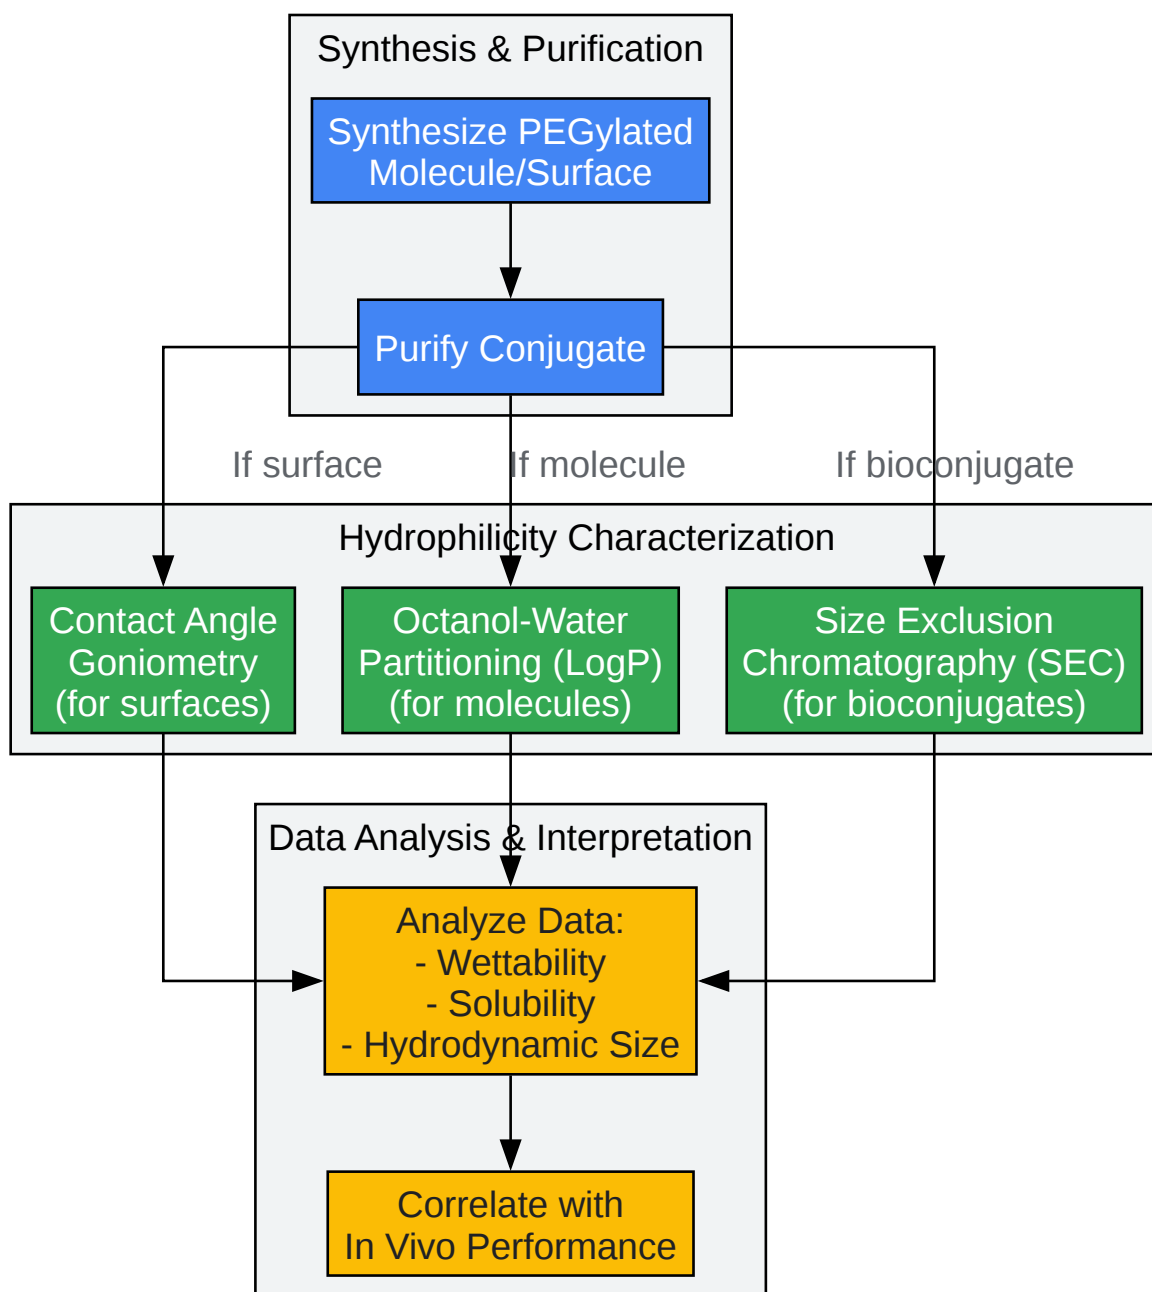 Synthesis & Purification
Synthesize PEGylated
Molecule/Surface
Purify Conjugate
If surface
If molecule
If bioconjugate
Hydrophilicity Characterization
Contact Angle
Goniometry
(for surfaces)
Octanol-Water
Partitioning (LogP)
(for molecules)
Size Exclusion
Chromatography (SEC)
(for bioconjugates)
Data Analysis & Interpretation
Analyze Data:
- Wettability
- Solubility
- Hydrodynamic Size
Correlate with
In Vivo Performance